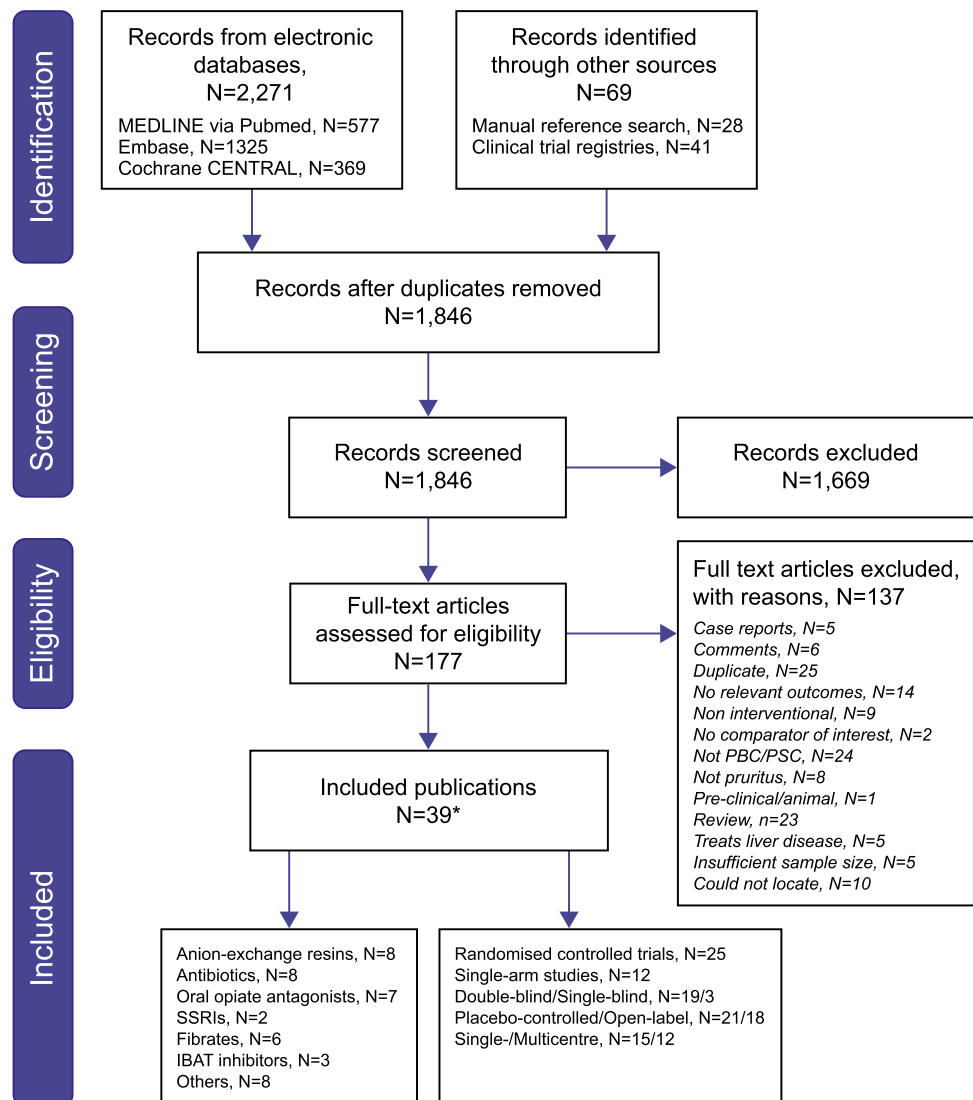 Identification
Records from electronic
databases,
N=2,271
MEDLINE via Pubmed, N=577
Embase, N=1325
Cochrane CENTRAL, N=369
Records identified
through other sources
N=69
Manual reference search, N=28
Clinical trial registries, N=41
Records after duplicates removed
N=1,846
Screening
Records screened
N=1,846
Records excluded
N=1,669
Eligibility
Full-text articles
assessed for eligibility
N=177
Full text articles excluded,
with reasons, N=137
Case reports, N=5
Comments, N=6
Duplicate, N=25
No relevant outcomes, N=14
Non interventional, N=9
No comparator of interest, N=2
Not PBC/PSC, N=24
Not pruritus, N=8
Pre-clinical/animal, N=1
Review, n=23
Treats liver disease, N=5
Insufficient sample size, N=5
Could not locate, N=10
Included
Included publications
N=39*
Anion-exchange resins, N=8
Antibiotics, N=8
Oral opiate antagonists, N=7
SSRIs, N=2
Fibrates, N=6
IBAT inhibitors, N=3
Others, N=8
Randomised controlled trials, N=25
Single-arm studies, N=12
Double-blind/Single-blind, N=19/3
Placebo-controlled/Open-label, N=21/18
Single-/Multicentre, N=15/12